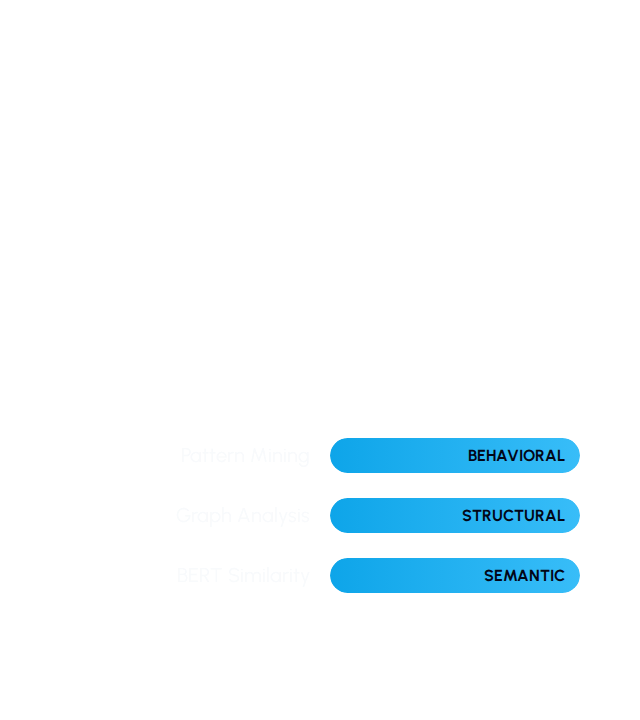 Pattern Mining BEHAVIORAL
Graph Analysis STRUCTURAL
BERT Similarity SEMANTIC